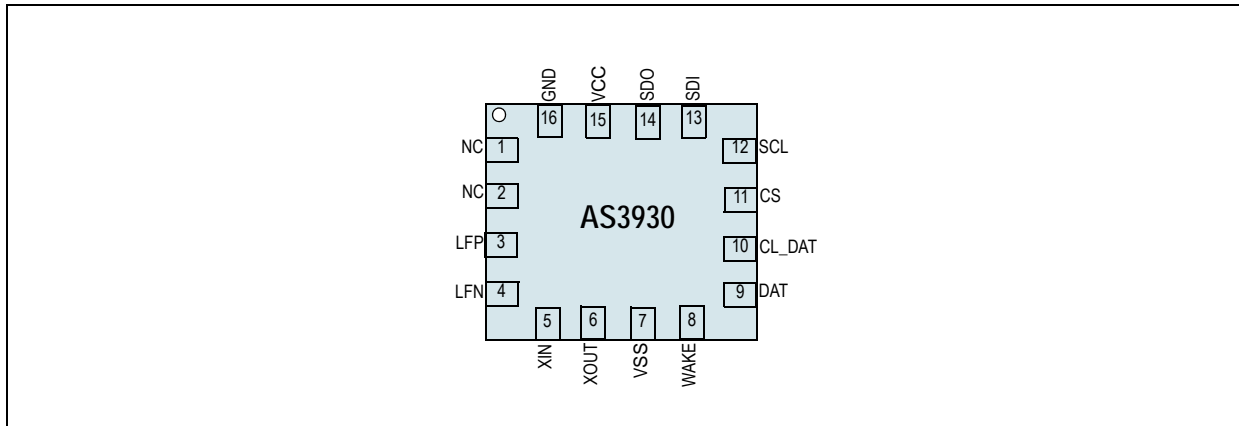 GND VCC SDO SDI
16 15 14 13
NC 1 12 SCL
NC 2 11 CS
AS3930
LFP 3 10 CL_DAT
LFN 4 9 DAT
5 6 7 8
XIN XOUT VSS WAKE